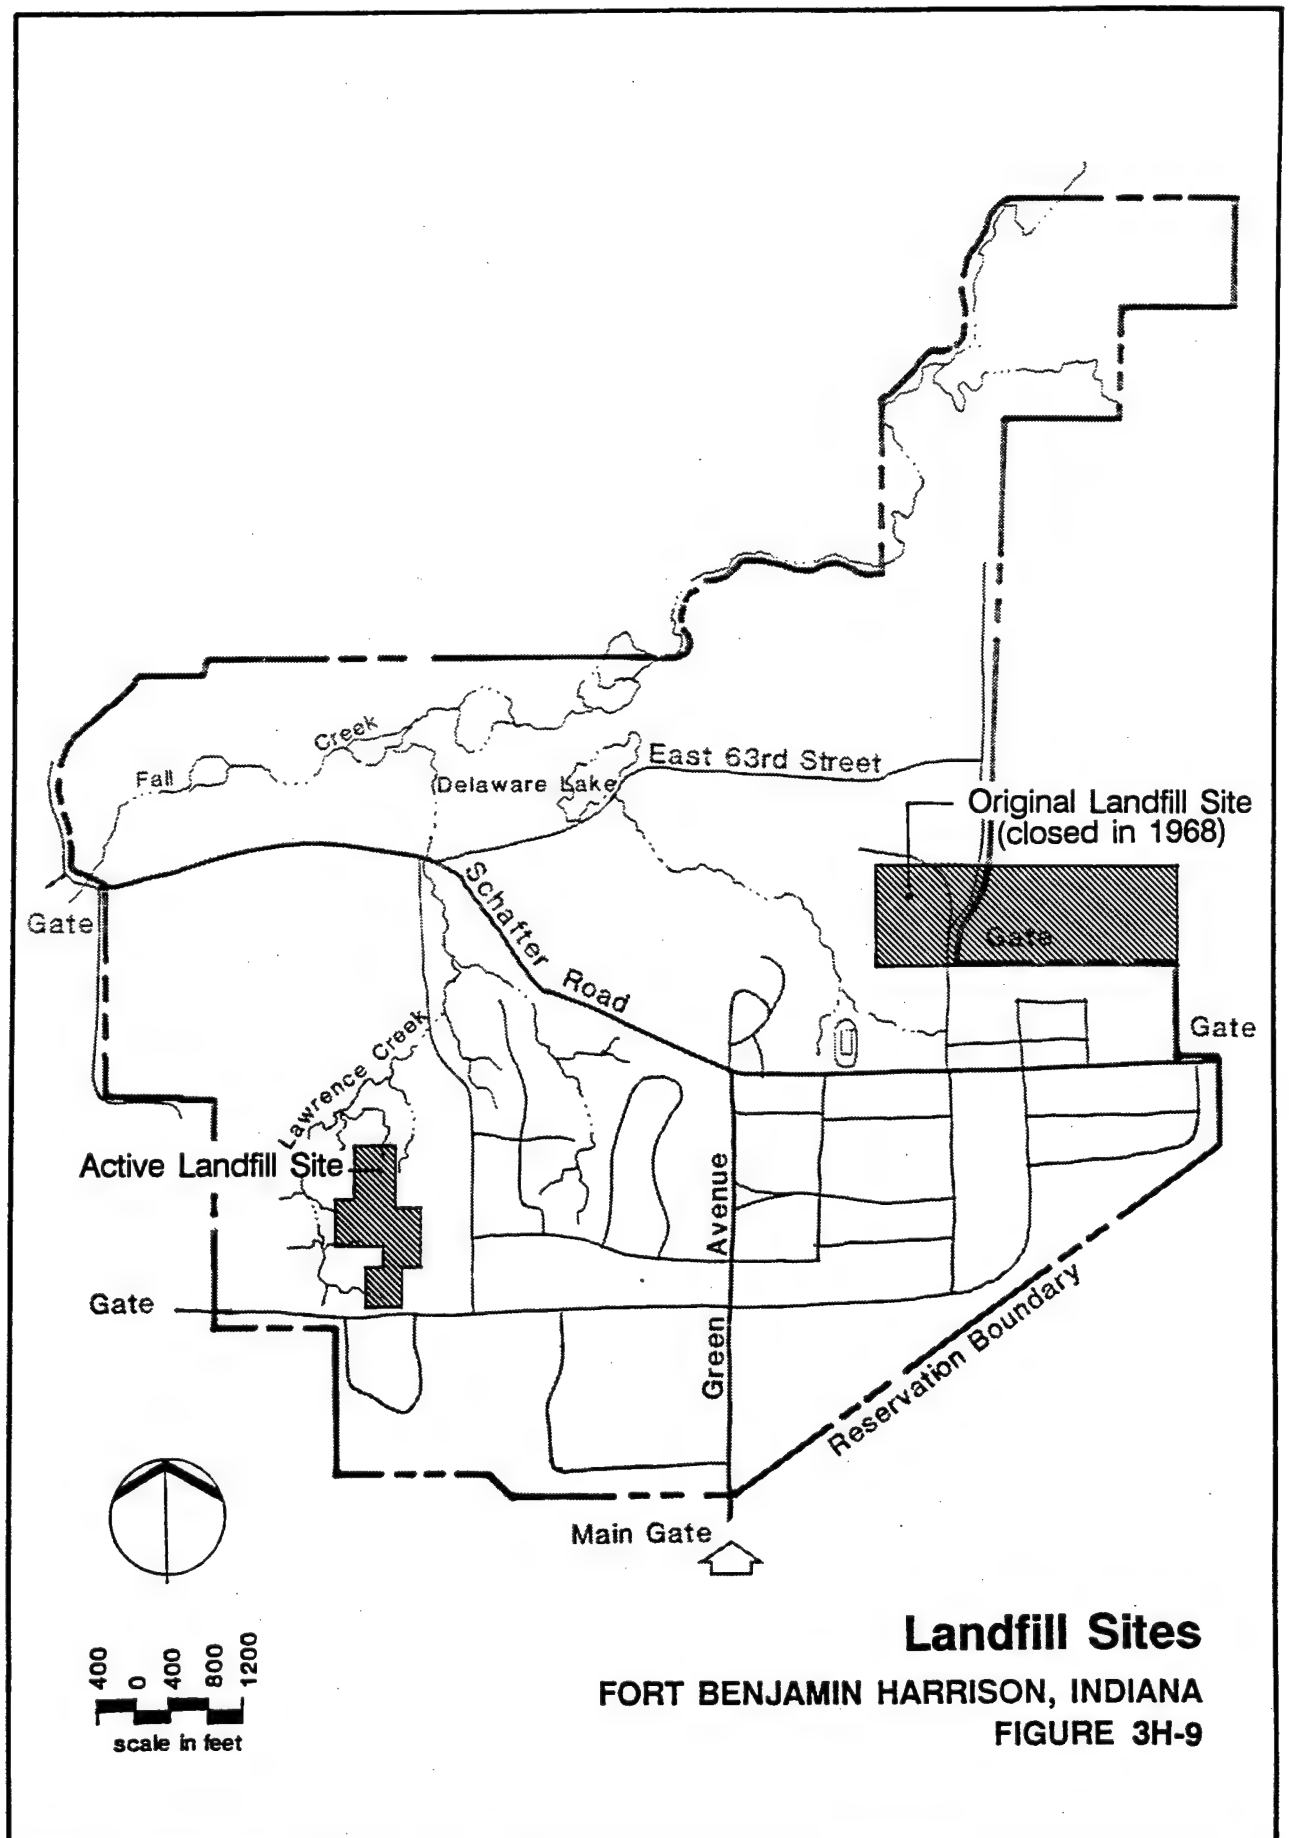 Creek
Fall
Delaware Lake
East 63rd Street
Original Landfill Site
(closed in 1968)
Schafter Road
Gate
Gate
Gate
Lawrence Creek
Active Landfill Site
Avenue
Green
Gate
Reservation Boundary
Main Gate
400 0 400 800 1200
scale in feet
Landfill Sites
FORT BENJAMIN HARRISON, INDIANA
FIGURE 3H-9